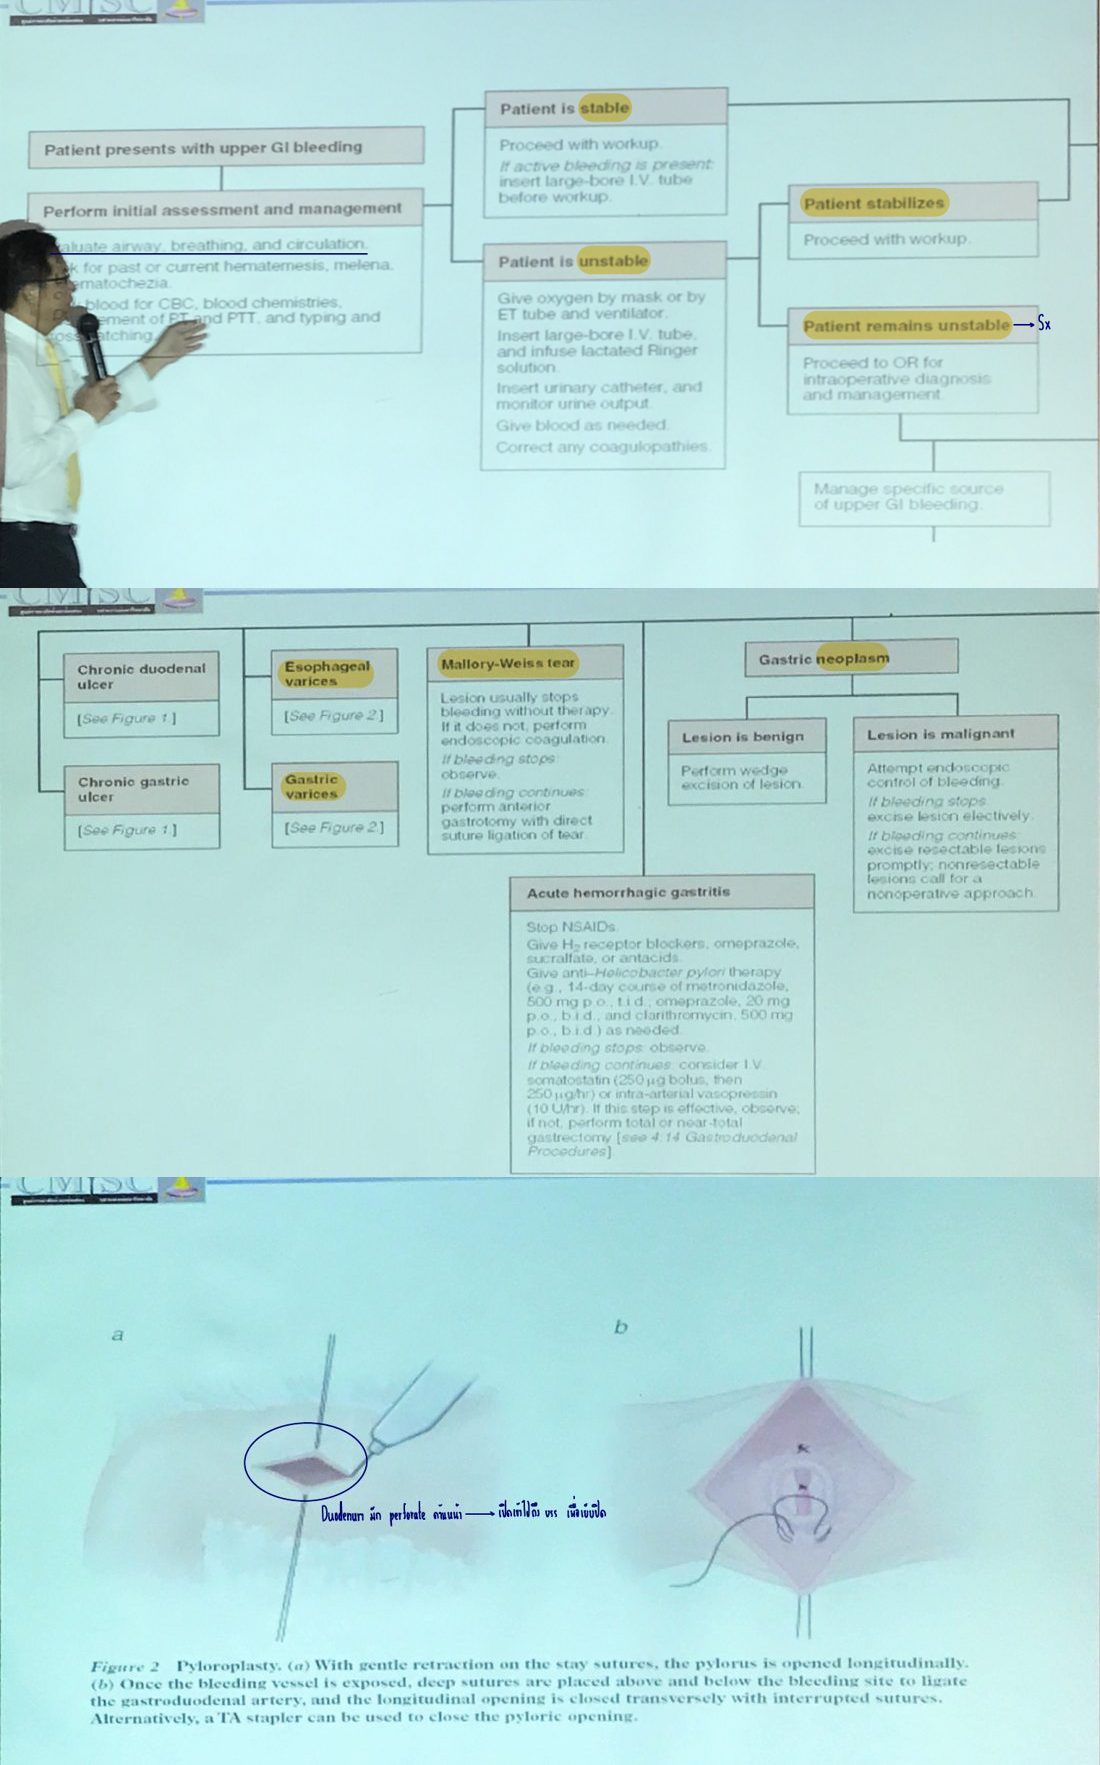 CMISC
Patient presents with upper GI bleeding
Perform initial assessment and management
aluate airway, breathing, and circulation.
k for past or current hematemesis, melena,
ematochezia.
blood for CBC, blood chemistries,
ement of PT and PTT, and typing and
atching.
Patient is stable
Proceed with workup.
If active bleeding is present:
insert large-bore I.V. tube
before workup.
Patient is unstable
Give oxygen by mask or by
ET tube and ventilator.
Insert large-bore I.V. tube,
and infuse lactated Ringer
solution.
Insert urinary catheter, and
monitor urine output.
Give blood as needed.
Correct any coagulopathies.
Patient stabilizes
Proceed with workup.
Patient remains unstable → Sx
Proceed to OR for
intraoperative diagnosis
and management.
Manage specific source
of upper GI bleeding.
CMISC
Chronic duodenal
ulcer
[See Figure 1.]
Chronic gastric
ulcer
[See Figure 1.]
Esophageal
varices
[See Figure 2.]
Gastric
varices
[See Figure 2.]
Mallory-Weiss tear
Lesion usually stops
bleeding without therapy.
If it does not, perform
endoscopic coagulation.
If bleeding stops:
observe.
If bleeding continues:
perform anterior
gastrotomy with direct
suture ligation of tear.
Gastric neoplasm
Lesion is benign
Perform wedge
excision of lesion.
Lesion is malignant
Attempt endoscopic
control of bleeding.
If bleeding stops:
excise lesion electively.
If bleeding continues:
excise resectable lesions
promptly; nonresectable
lesions call for a
nonoperative approach.
Acute hemorrhagic gastritis
Stop NSAIDs.
Give H2 receptor blockers, omeprazole,
sucralfate, or antacids.
Give anti–Helicobacter pylori therapy
(e.g., 14-day course of metronidazole,
500 mg p.o., t.i.d.; omeprazole, 20 mg
p.o., b.i.d., and clarithromycin, 500 mg
p.o., b.i.d.) as needed.
If bleeding stops: observe.
If bleeding continues: consider I.V.
somatostatin (250 µg bolus, then
250 µg/hr) or intra-arterial vasopressin
(10 U/hr). If this step is effective, observe;
if not, perform total or near-total
gastrectomy [see 4:14 Gastroduodenal
Procedures].
CMISC
a
b
Duodenum มัก perforate ด้านหน้า → เปิดเข้าไปถึง เพื่อเย็บปิด
Figure 2 Pyloroplasty. (a) With gentle retraction on the stay sutures, the pylorus is opened longitudinally.
(b) Once the bleeding vessel is exposed, deep sutures are placed above and below the bleeding site to ligate
the gastroduodenal artery, and the longitudinal opening is closed transversely with interrupted sutures.
Alternatively, a TA stapler can be used to close the pyloric opening.